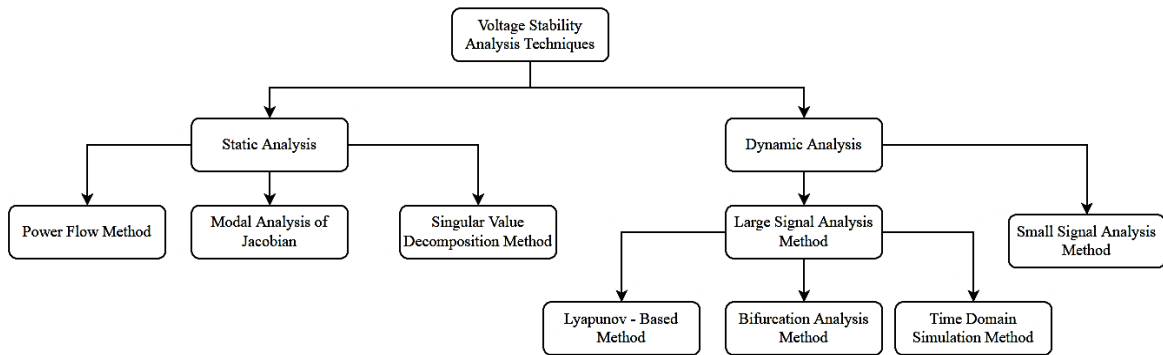 Voltage Stability
Analysis Techniques
Static Analysis
Dynamic Analysis
Power Flow Method
Modal Analysis of
Jacobian
Singular Value
Decomposition Method
Large Signal Analysis
Method
Small Signal Analysis
Method
Lyapunov - Based
Method
Bifurcation Analysis
Method
Time Domain
Simulation Method